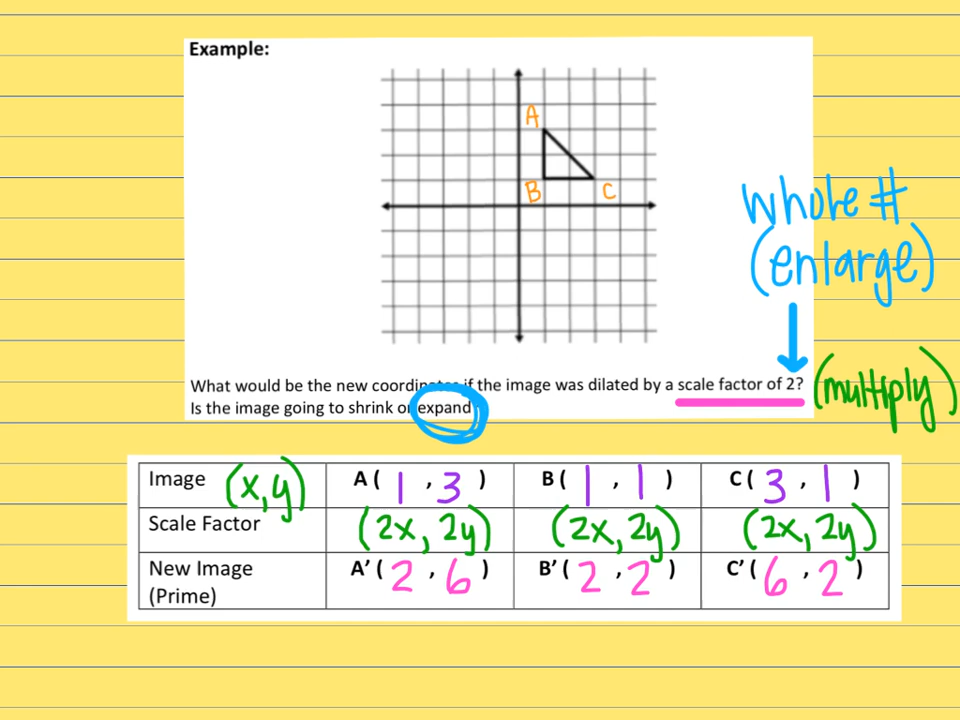 Example:
A
B
C
whole #
(enlarge)
What would be the new coordinates if the image was dilated by a scale factor of 2?
(multiply)
Is the image going to shrink or expand
Image (x,y) A ( 1 , 3 ) B ( 1 , 1 ) C ( 3 , 1 )
Scale Factor (2x, 2y) (2x, 2y) (2x, 2y)
New Image A’ ( 2 , 6 ) B’ ( 2 , 2 ) C’ ( 6 , 2 )
(Prime)